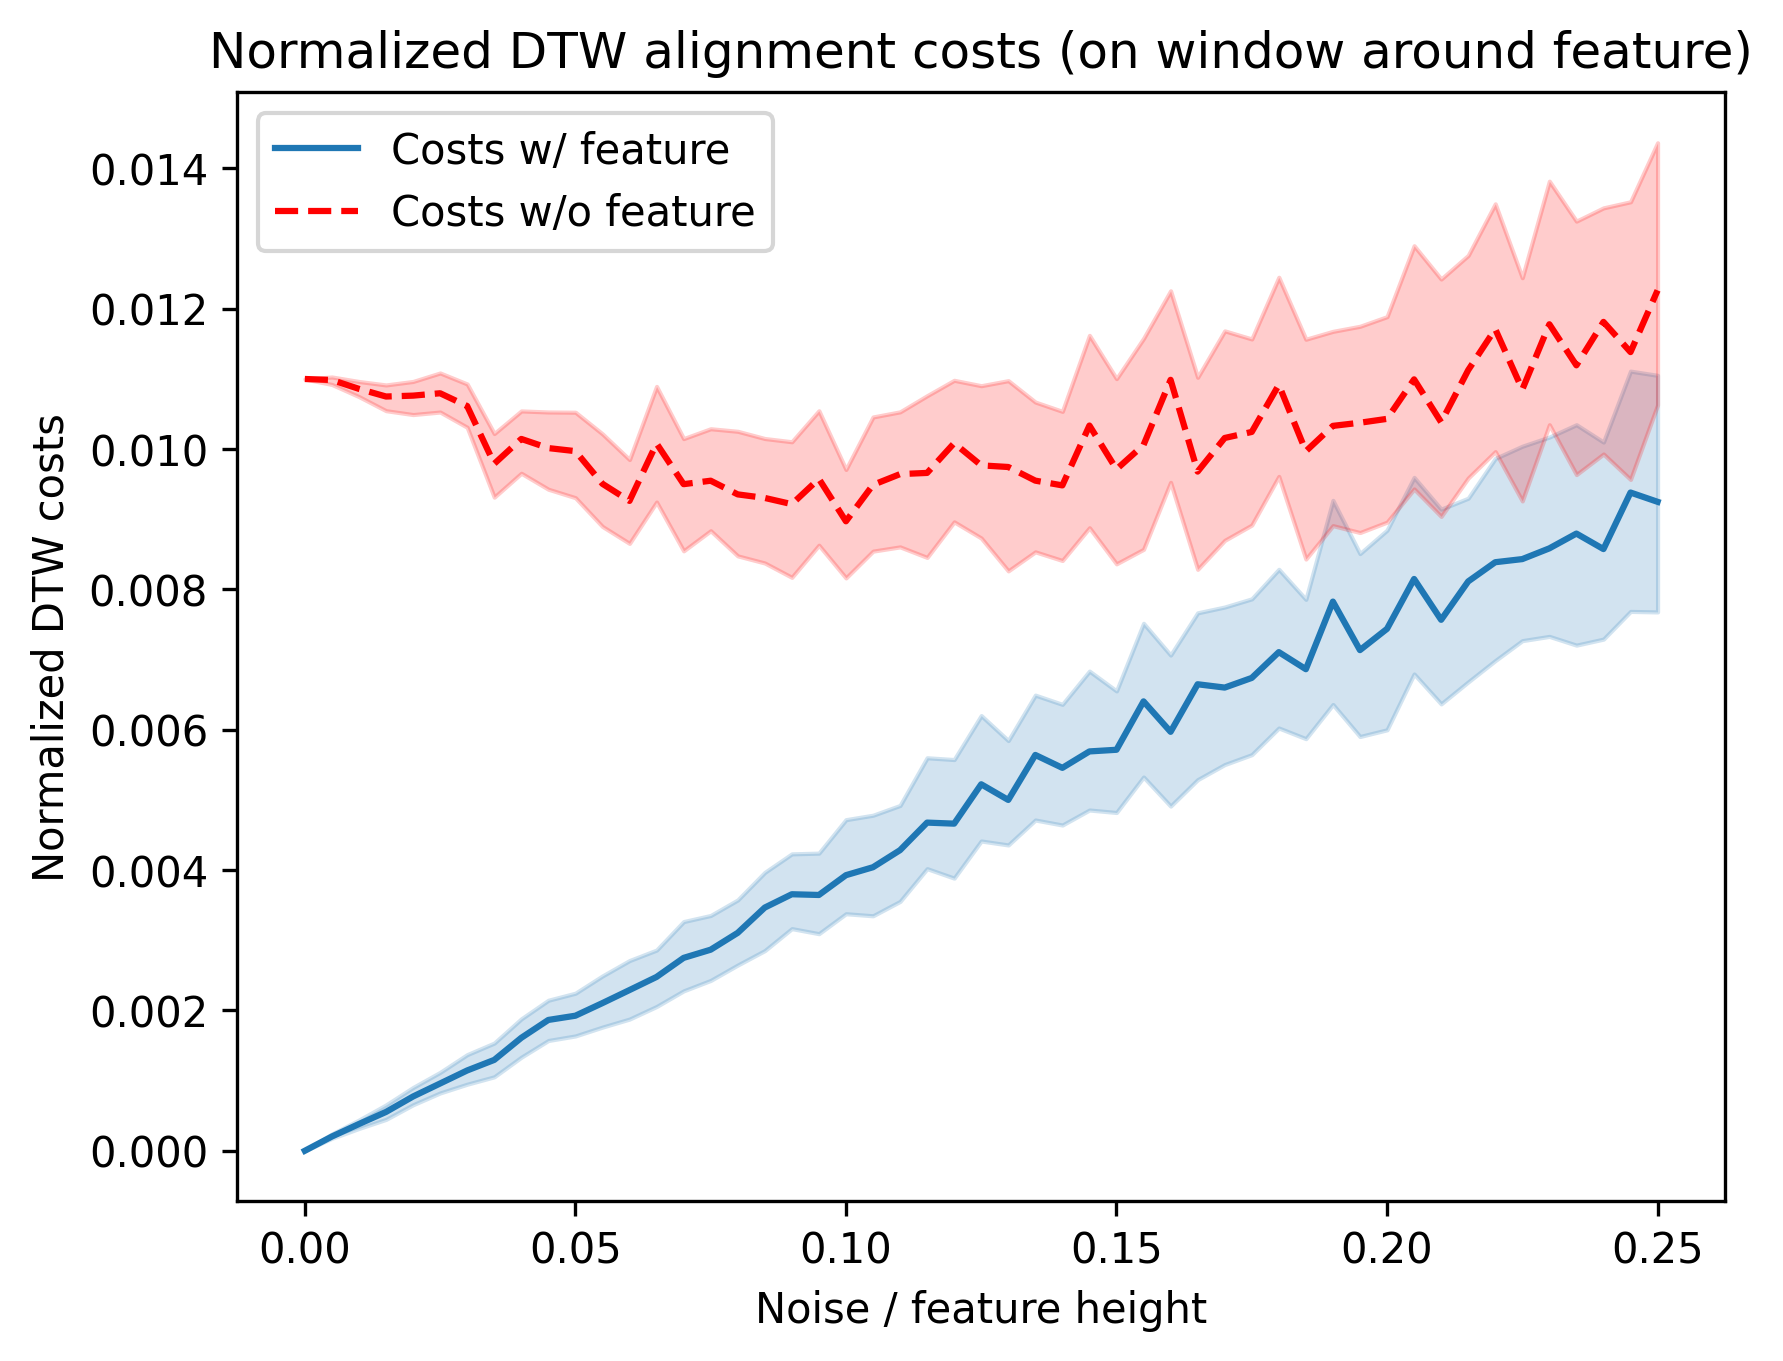 Normalized DTW alignment costs (on window around feature)
Costs w/ feature
Costs w/o feature
0.014
0.012
0.010
0.008
0.006
0.004
0.002
0.000
Normalized DTW costs
0.00 0.05 0.10 0.15 0.20 0.25
Noise / feature height